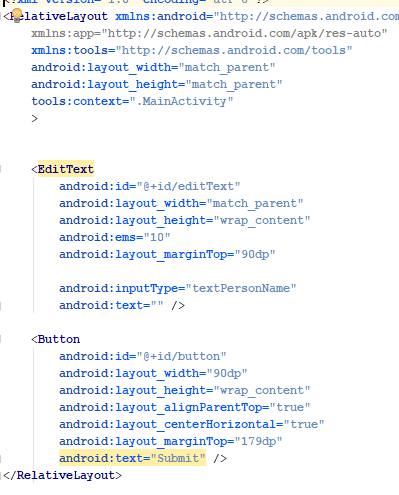 <?xml version="1.0" encoding="utf-8"?>
<RelativeLayout xmlns:android="http://schemas.android.com
xmlns:app="http://schemas.android.com/apk/res-auto"
xmlns:tools="http://schemas.android.com/tools"
android:layout_width="match_parent"
android:layout_height="match_parent"
tools:context=".MainActivity"
>
<EditText
android:id="@+id/editText"
android:layout_width="match_parent"
android:layout_height="wrap_content"
android:ems="10"
android:layout_marginTop="90dp"
android:inputType="textPersonName"
android:text="" />
<Button
android:id="@+id/button"
android:layout_width="90dp"
android:layout_height="wrap_content"
android:layout_alignParentTop="true"
android:layout_centerHorizontal="true"
android:layout_marginTop="179dp"
android:text="Submit" />
</RelativeLayout>